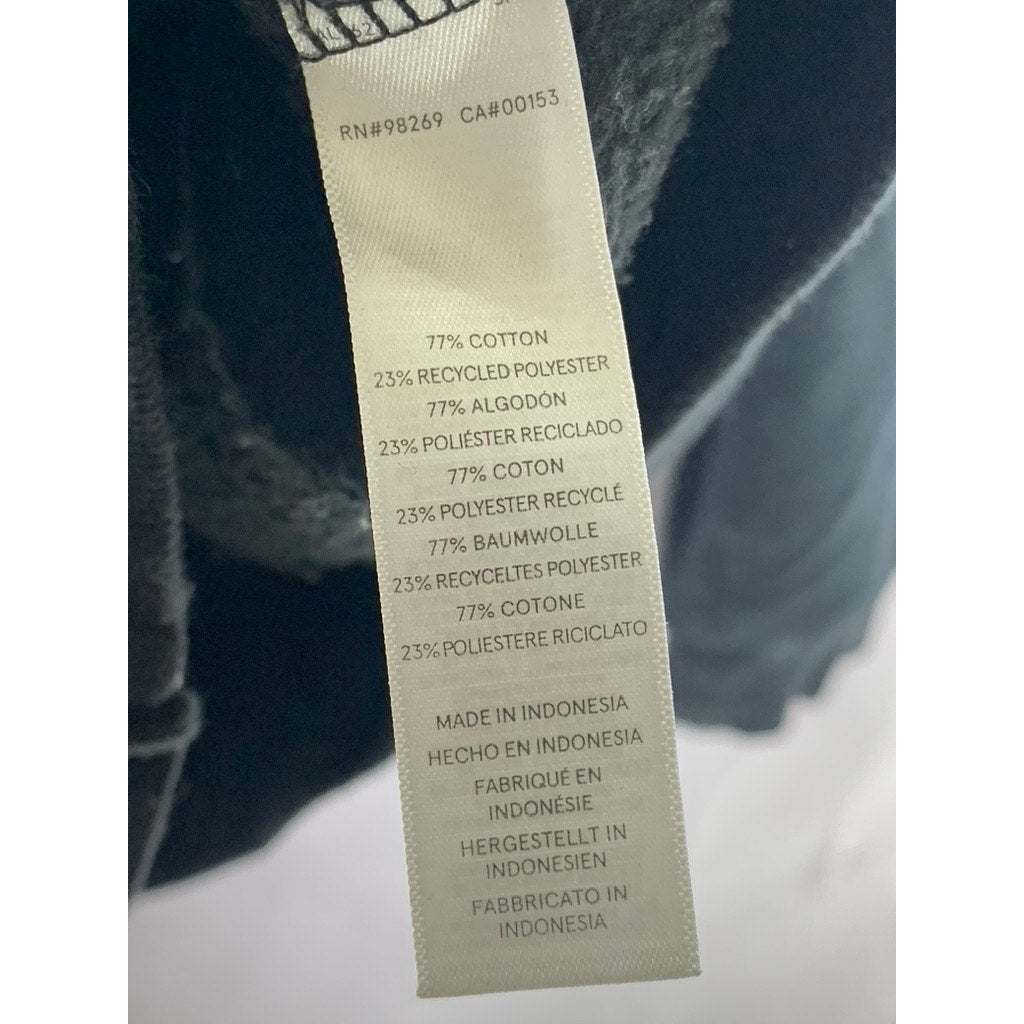 RN#98269 CA#00153
77% COTTON
23% RECYCLED POLYESTER
77% ALGODÓN
23% POLIÉSTER RECICLADO
77% COTON
23% POLYESTER RECYCLÉ
77% BAUMWOLLE
23% RECYCELTES POLYESTER
77% COTONE
23% POLIESTERE RICICLATO
MADE IN INDONESIA
HECHO EN INDONESIA
FABRIQUÉ EN
INDONÉSIE
HERGESTELLT IN
INDONESIEN
FABBRICATO IN
INDONESIA